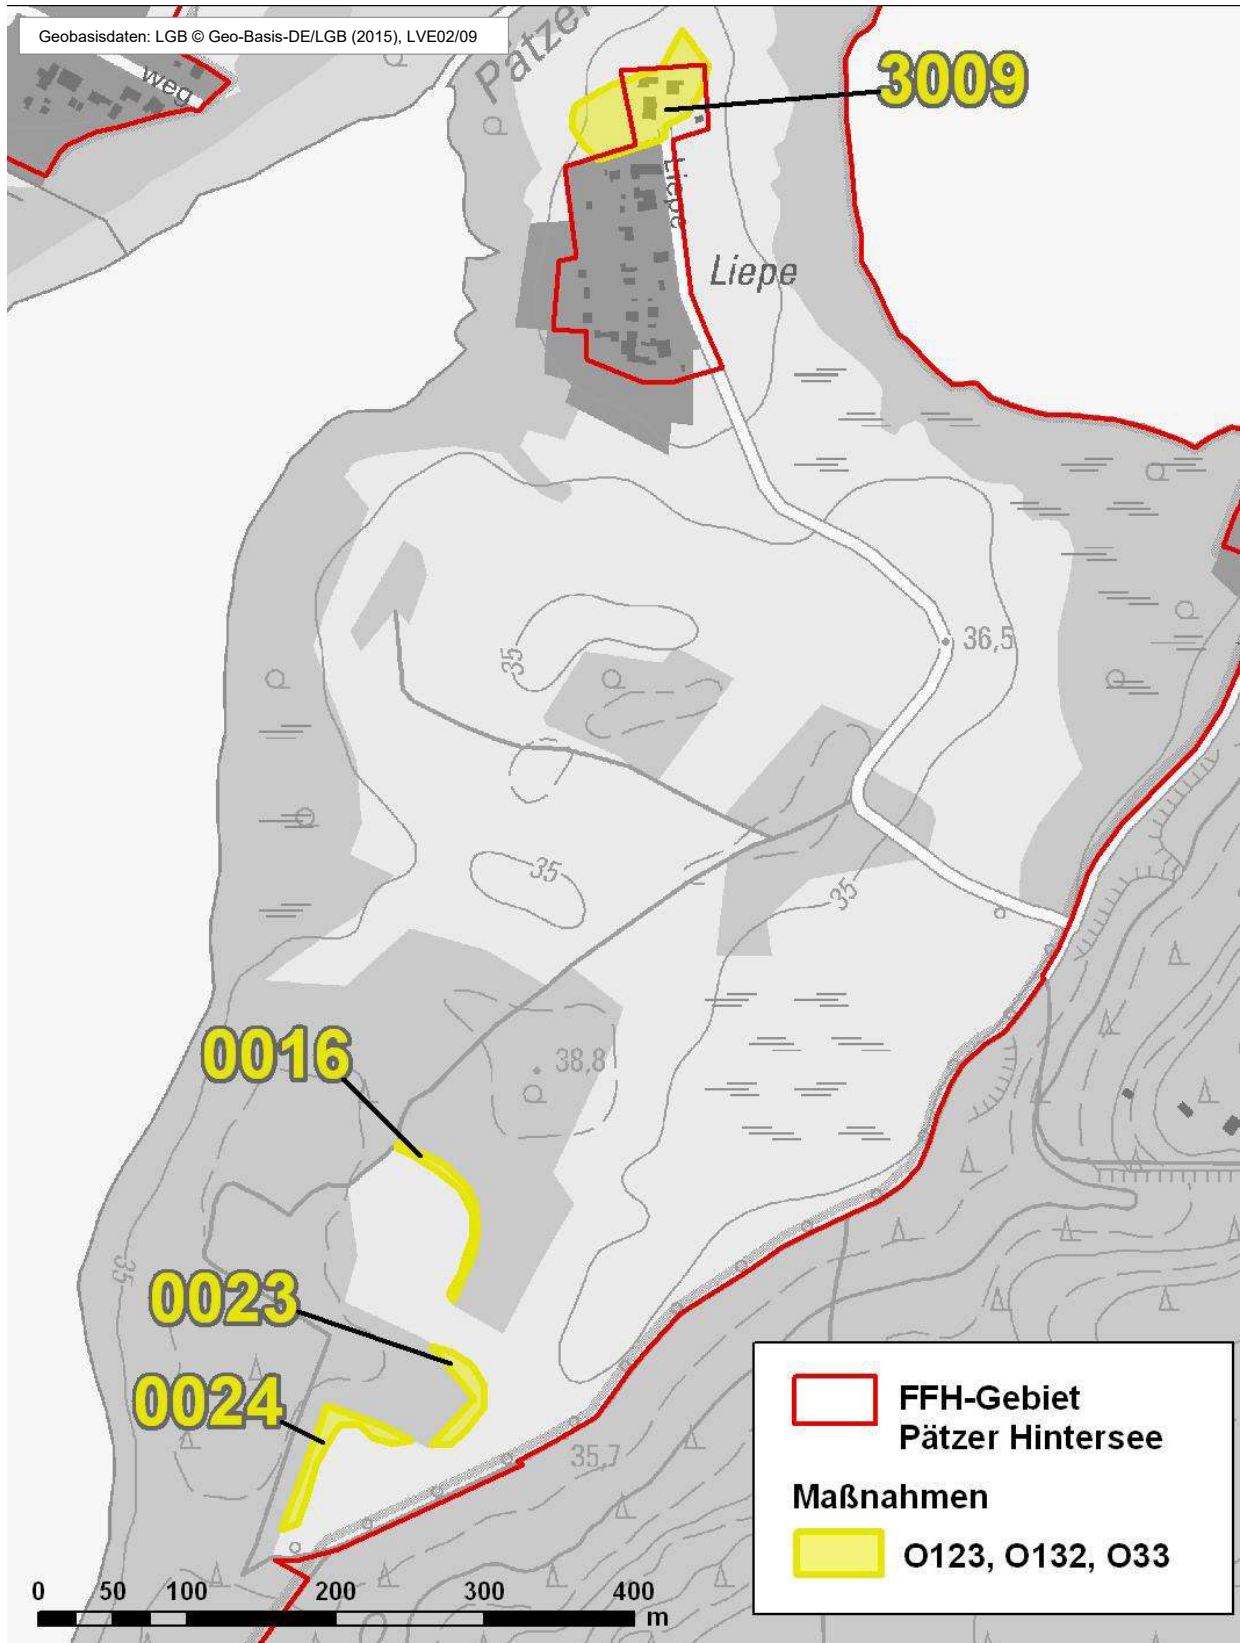 Geobasisdaten: LGB © Geo-Basis-DE/LGB (2015), LVE02/09
Pätzer
weg
3009
Liepe
Liepe
36,5
35
35
35
0016
38,8
35
0023
0024
35,7
FFH-Gebiet
Pätzer Hintersee
Maßnahmen
O123, O132, O33
0 50 100 200 300 400
m